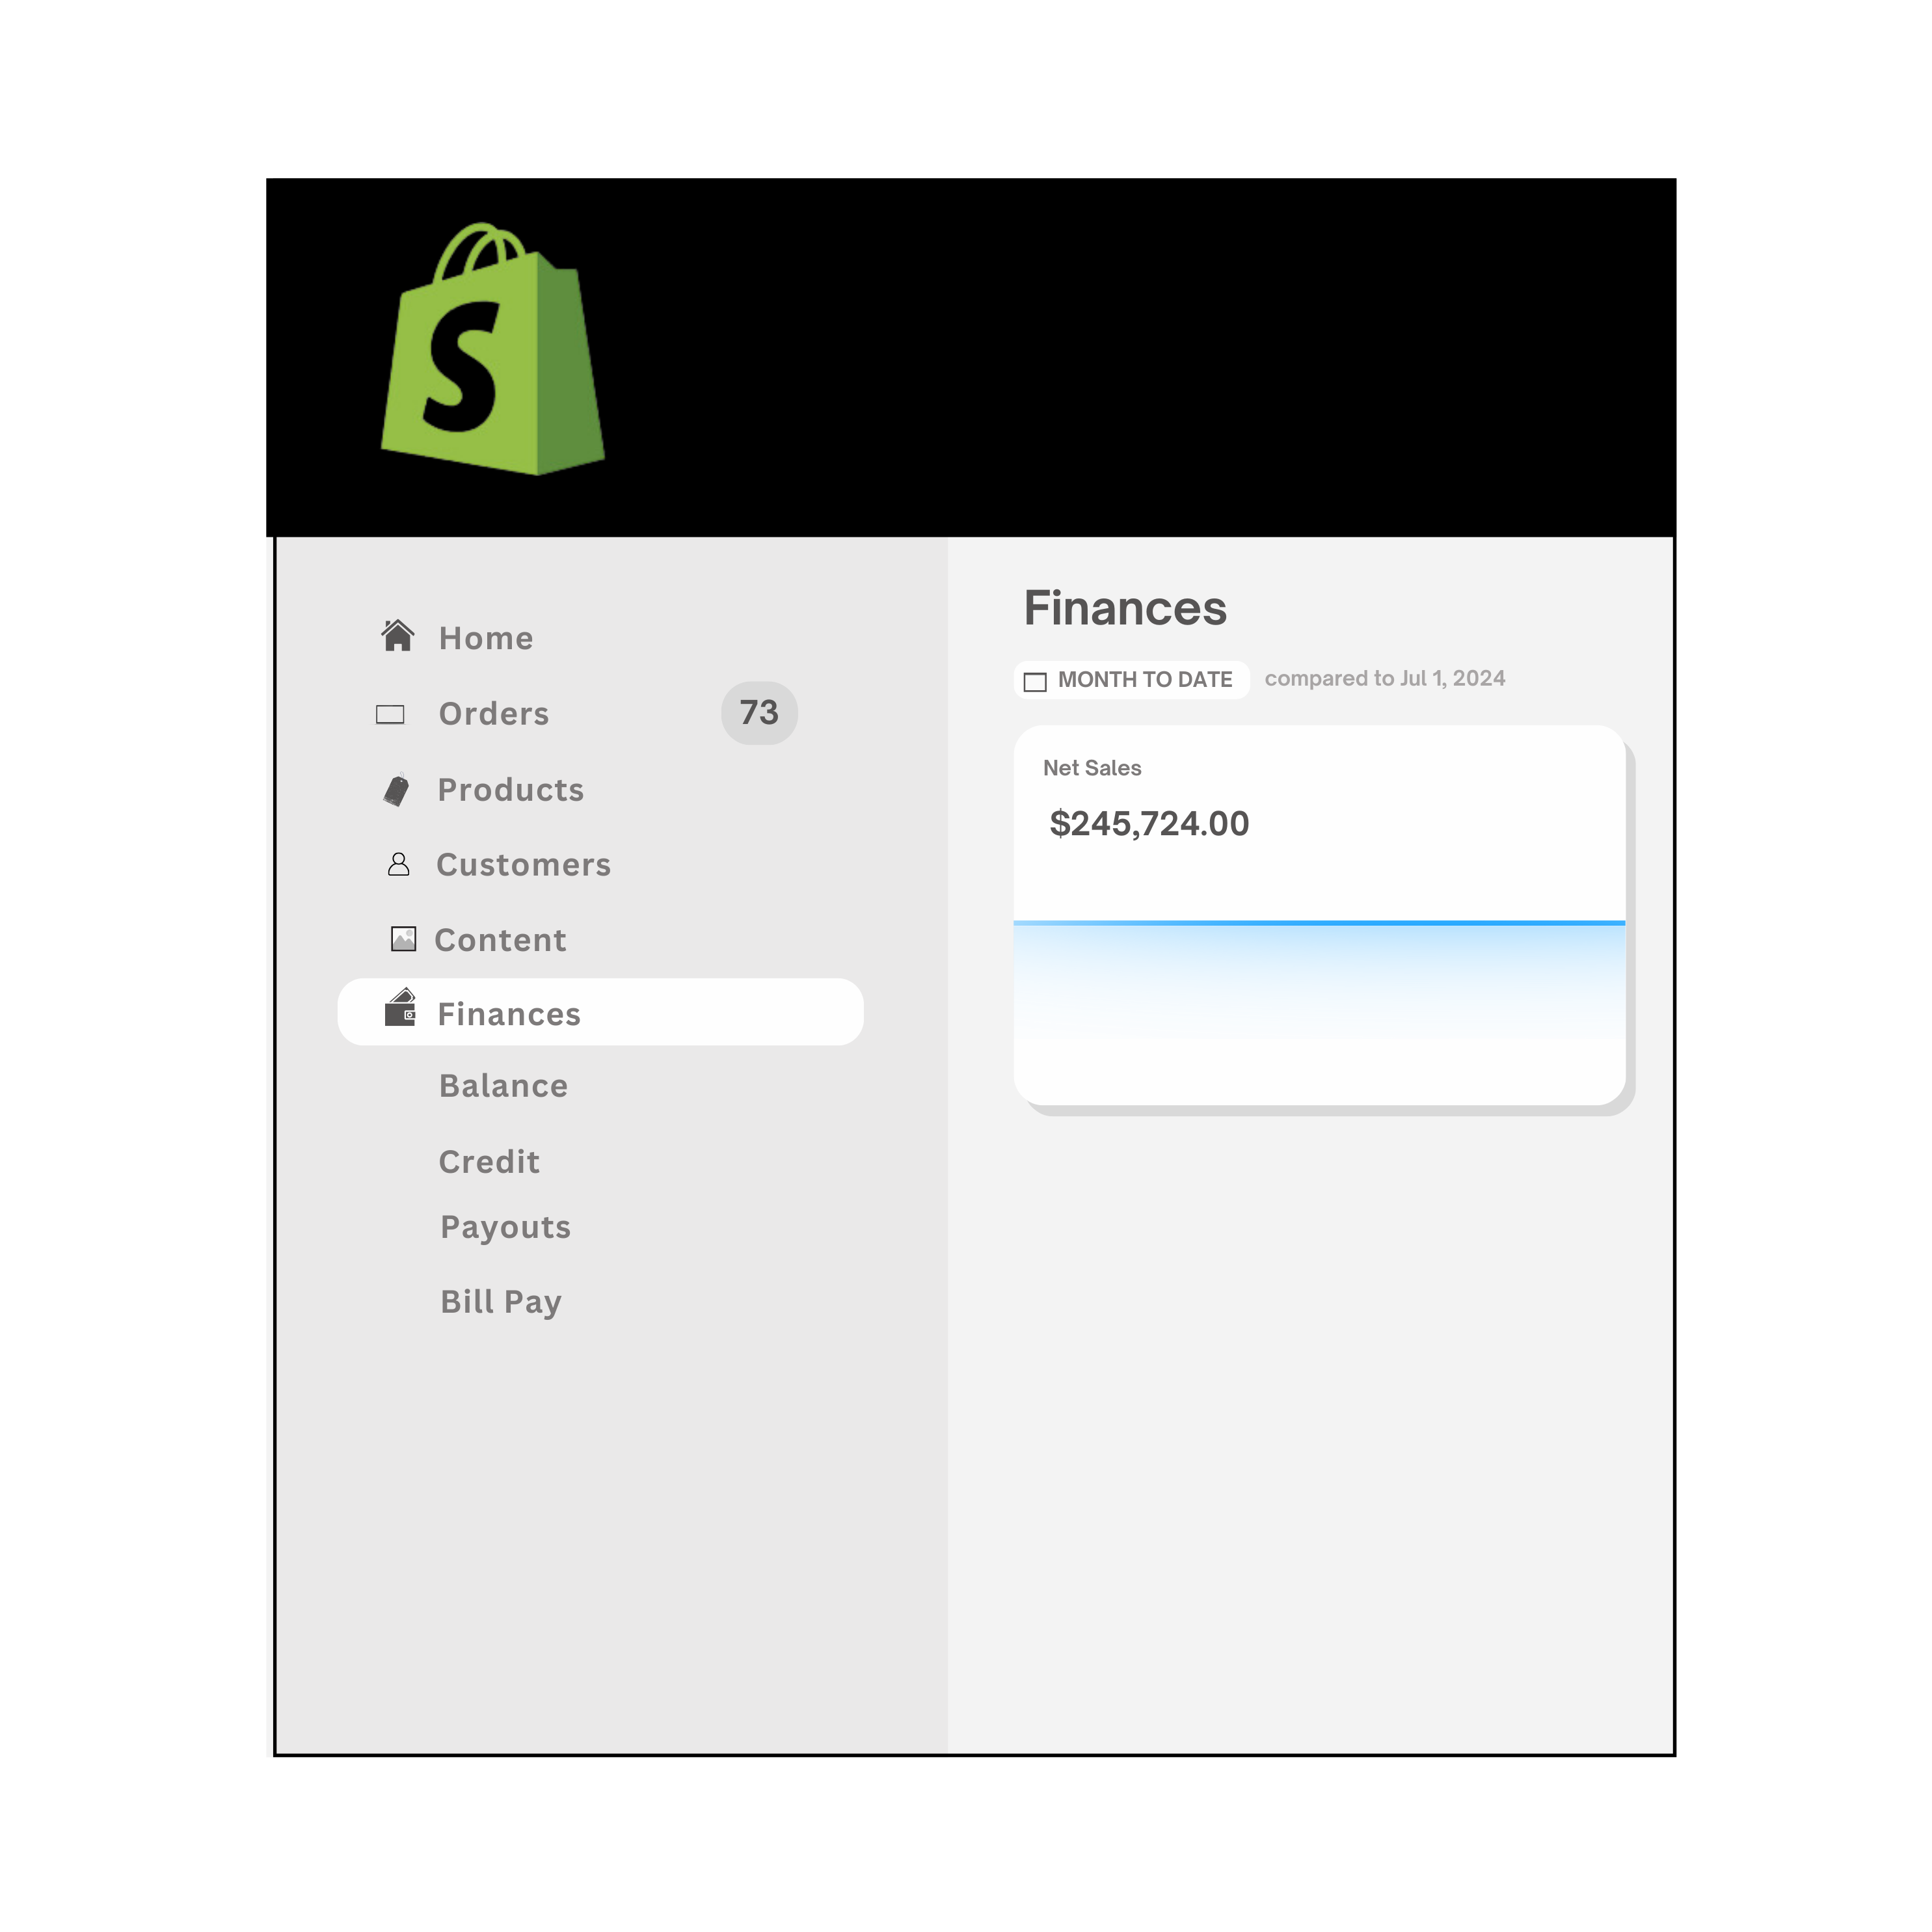 S
Home
Orders
73
Products
Customers
Content
Finances
Balance
Credit
Payouts
Bill Pay
Finances
MONTH TO DATE
compared to Jul 1, 2024
Net Sales
$245,724.00